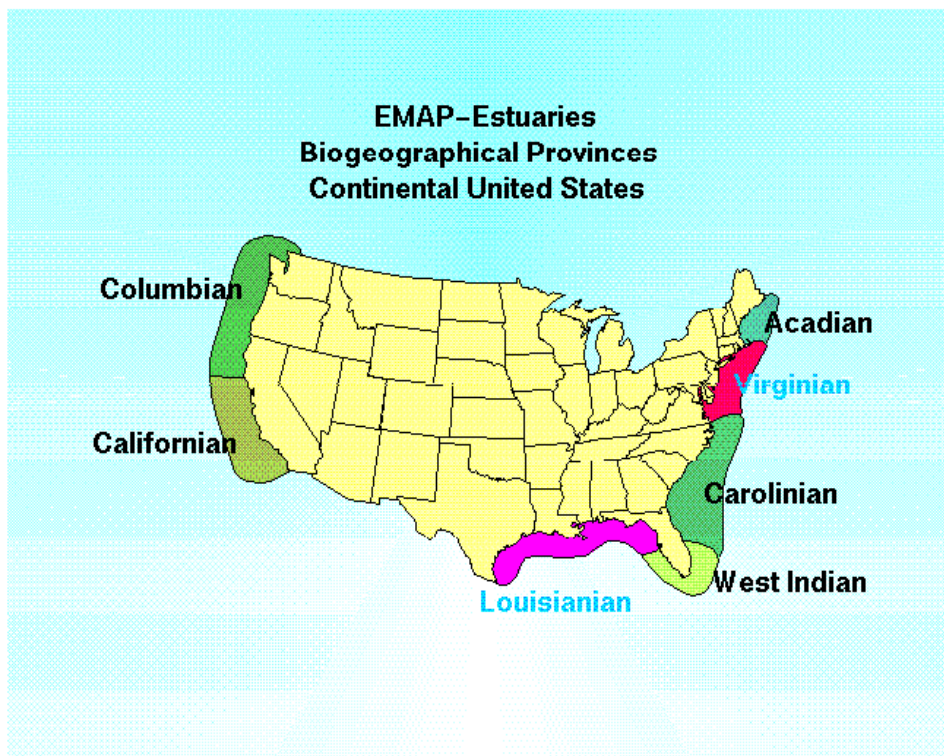 EMAP-Estuaries
Biogeographical Provinces
Continental United States
Columbian
Acadian
Virginian
Californian
Carolinian
West Indian
Louisianian